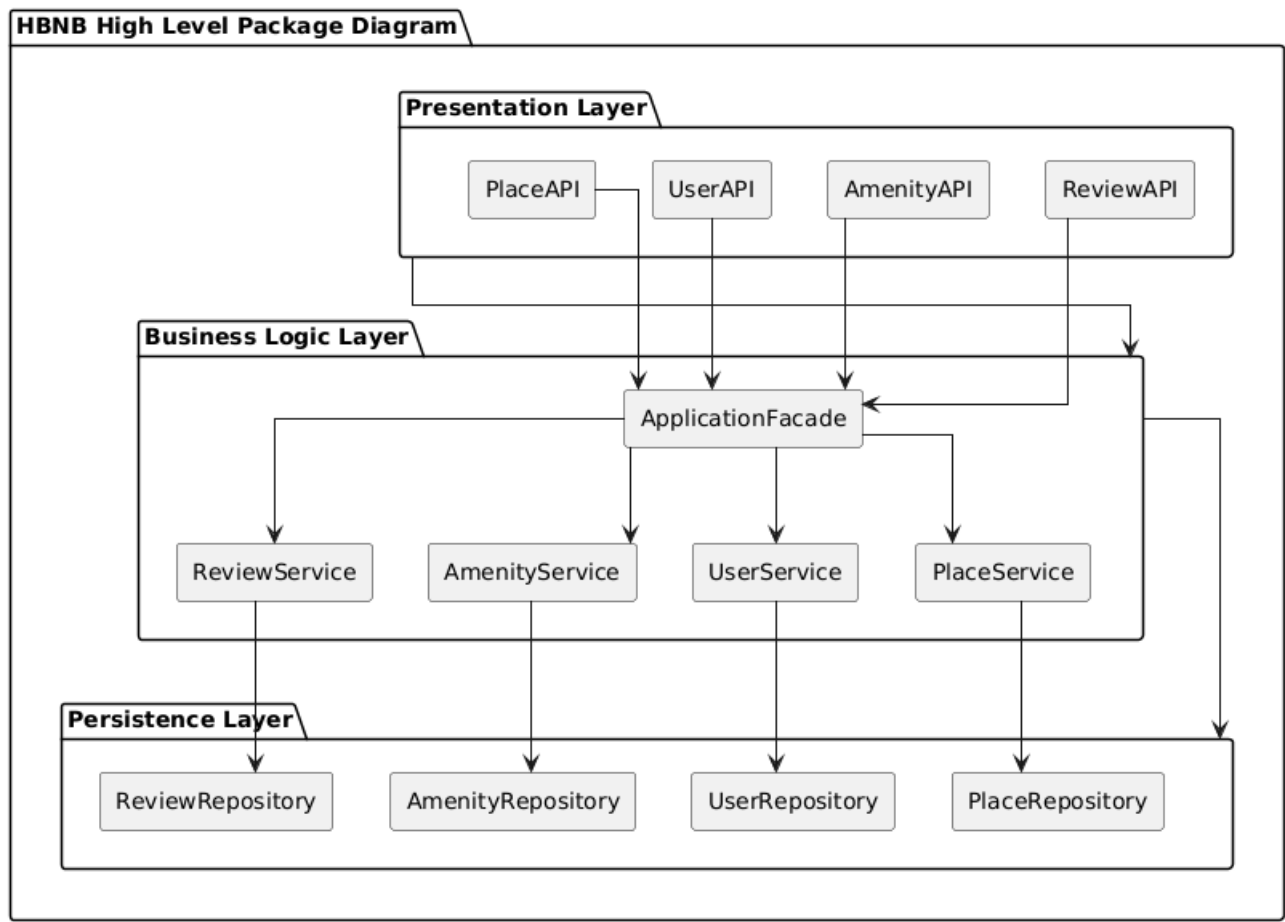 HBNB High Level Package Diagram
Presentation Layer
PlaceAPI
UserAPI
AmenityAPI
ReviewAPI
Business Logic Layer
ApplicationFacade
ReviewService
AmenityService
UserService
PlaceService
Persistence Layer
ReviewRepository
AmenityRepository
UserRepository
PlaceRepository